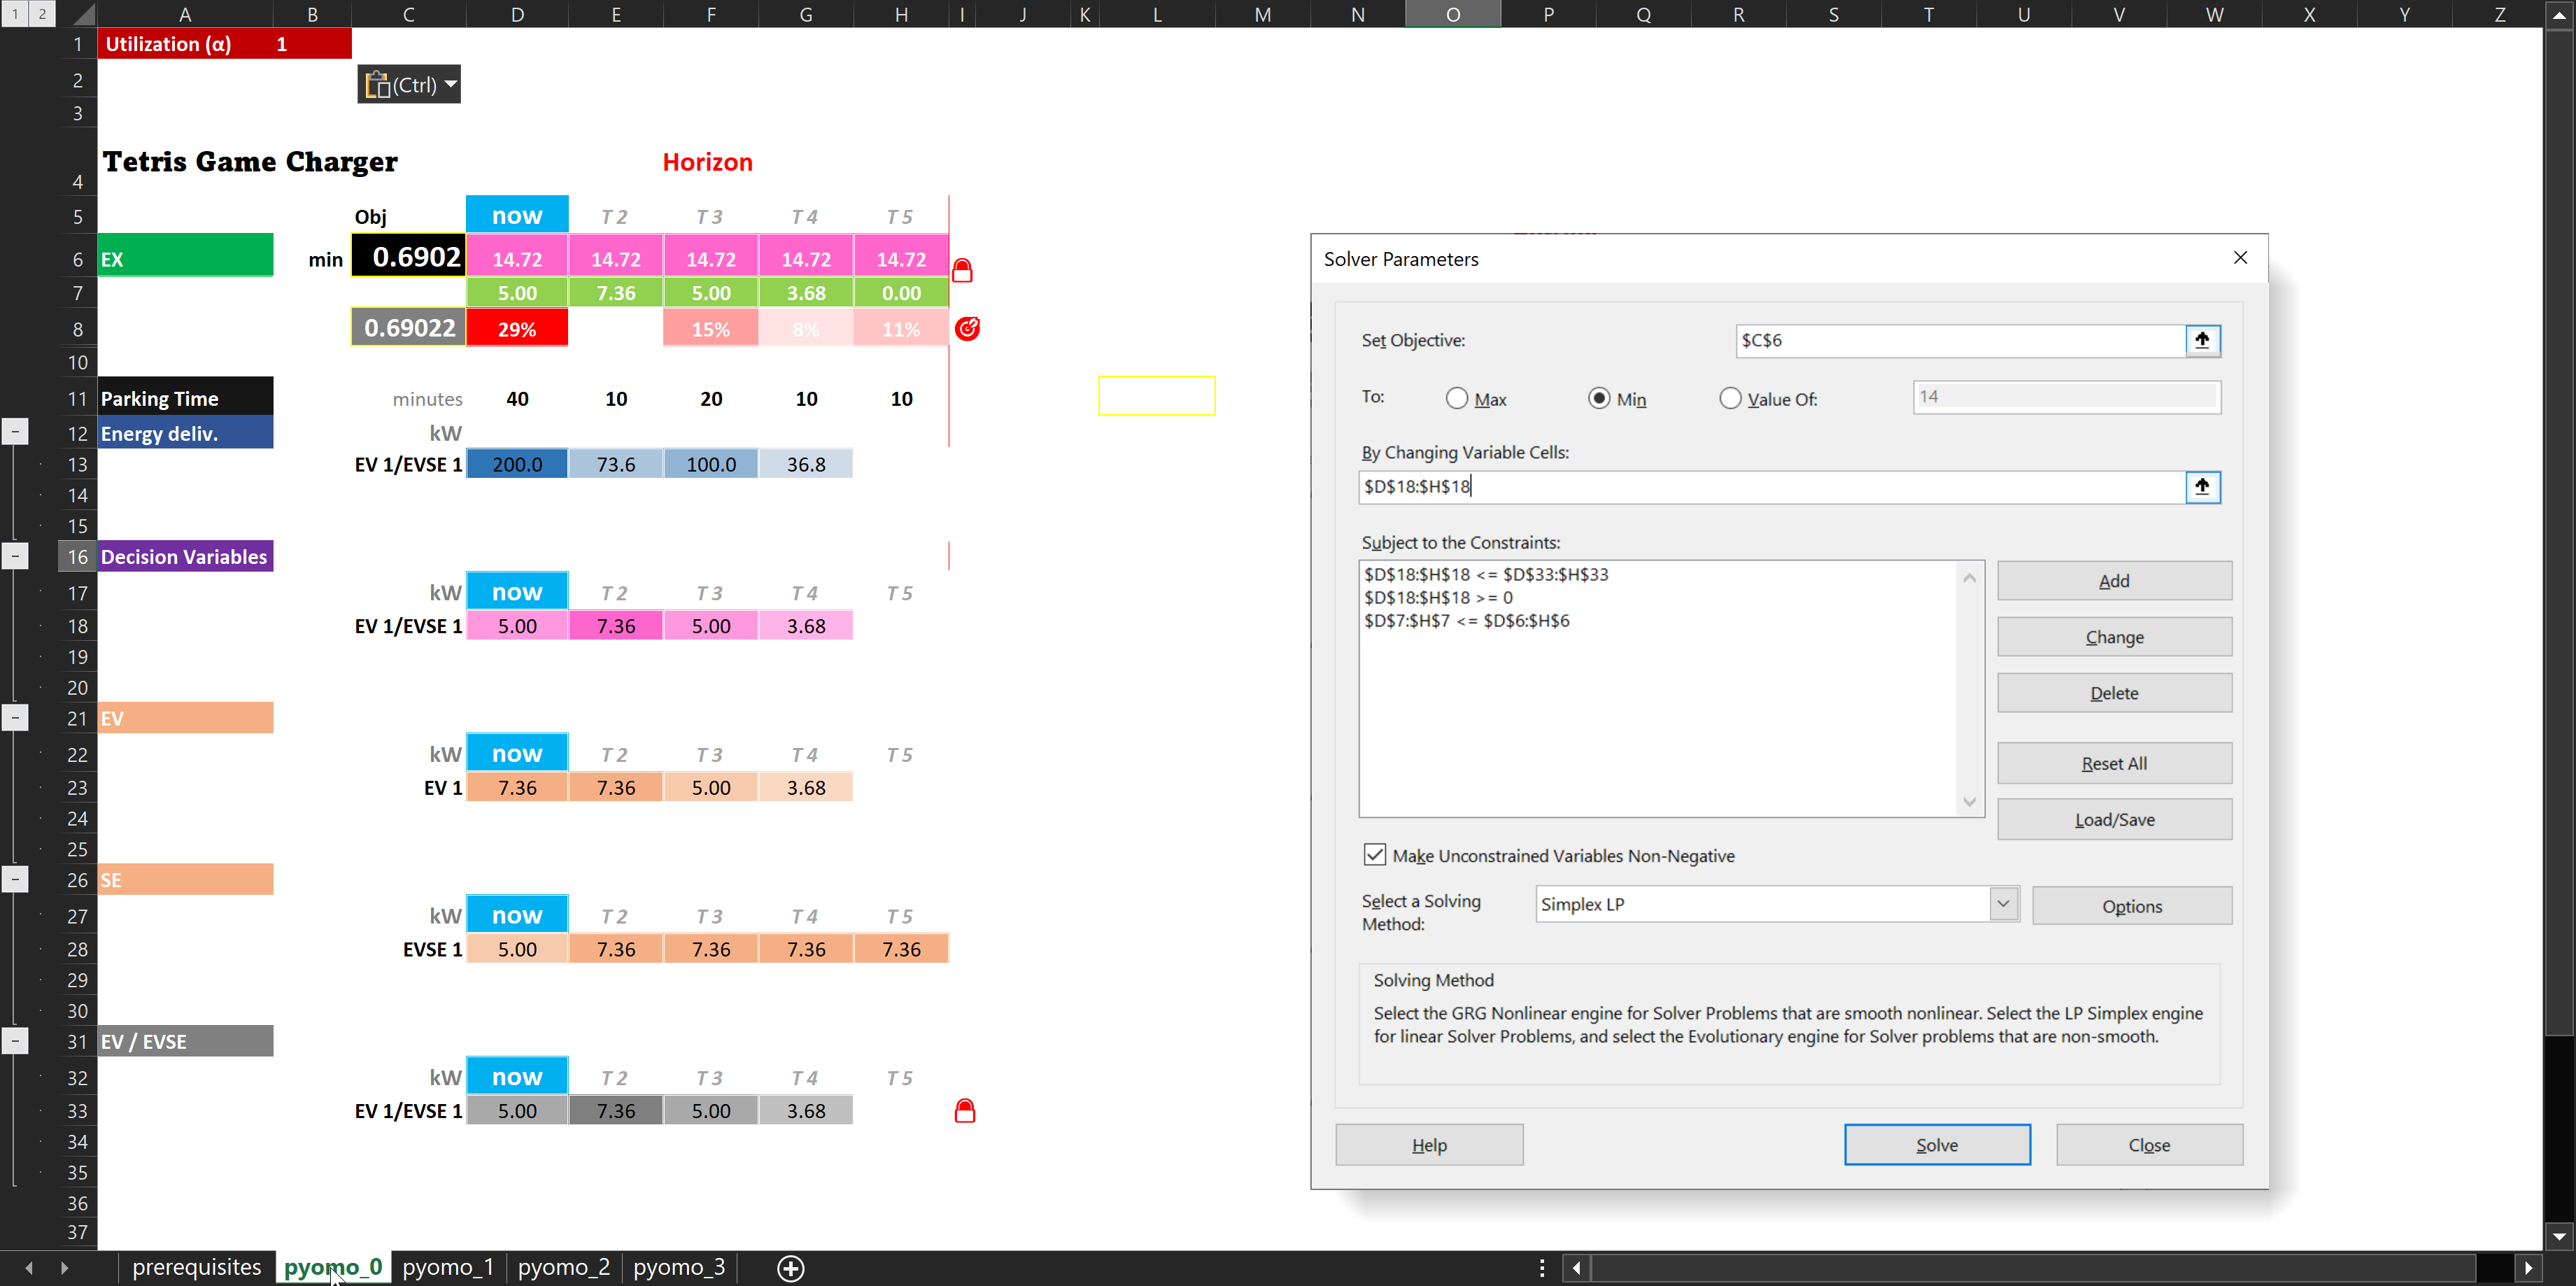 1 2 A B C D E F G H I J K L M N O P Q R S T U V W X Y Z
1 Utilization (α) 1
2 (Ctrl)
3
4 Tetris Game Charger Horizon
5 Obj now T 2 T 3 T 4 T 5
6 EX min 0.6902 14.72 14.72 14.72 14.72 14.72
7 5.00 7.36 5.00 3.68 0.00
8 0.69022 29% 15% 8% 11%
10
11 Parking Time minutes 40 10 20 10 10
12 Energy deliv. kW
13 EV 1/EVSE 1 200.0 73.6 100.0 36.8
14
15
16 Decision Variables
17 kW now T 2 T 3 T 4 T 5
18 EV 1/EVSE 1 5.00 7.36 5.00 3.68
19
20
21 EV
22 kW now T 2 T 3 T 4 T 5
23 EV 1 7.36 7.36 5.00 3.68
24
25
26 SE
27 kW now T 2 T 3 T 4 T 5
28 EVSE 1 5.00 7.36 7.36 7.36 7.36
29
30
31 EV / EVSE
32 kW now T 2 T 3 T 4 T 5
33 EV 1/EVSE 1 5.00 7.36 5.00 3.68
34
35
36
37
Solver Parameters
Set Objective: $C$6
To: Max Min Value Of: 14
By Changing Variable Cells:
$D$18:$H$18
Subject to the Constraints:
$D$18:$H$18 <= $D$33:$H$33
$D$18:$H$18 >= 0
$D$7:$H$7 <= $D$6:$H$6
Add
Change
Delete
Reset All
Load/Save
Make Unconstrained Variables Non-Negative
Select a Solving
Method:
Simplex LP
Options
Solving Method
Select the GRG Nonlinear engine for Solver Problems that are smooth nonlinear. Select the LP Simplex engine
for linear Solver Problems, and select the Evolutionary engine for Solver problems that are non-smooth.
Help Solve Close
prerequisites pyomo_0 pyomo_1 pyomo_2 pyomo_3